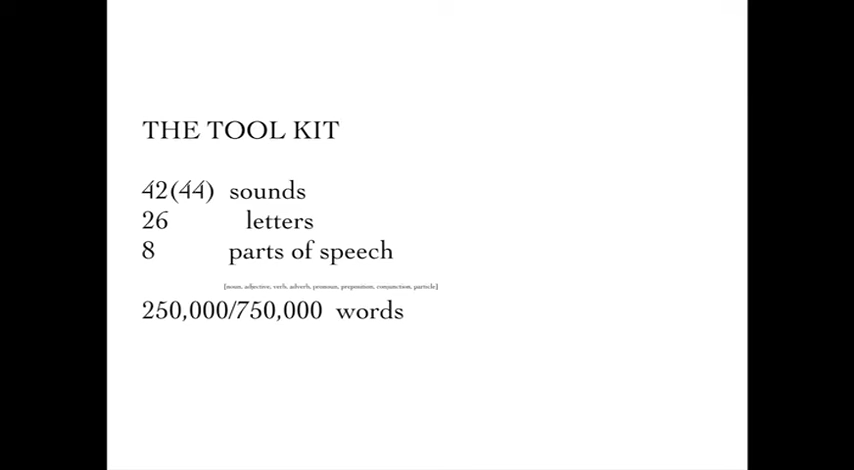 THE TOOL KIT
42(44) sounds
26 letters
8 parts of speech
[noun, adjective, verb, adverb, pronoun, preposition, conjunction, particle]
250,000/750,000 words